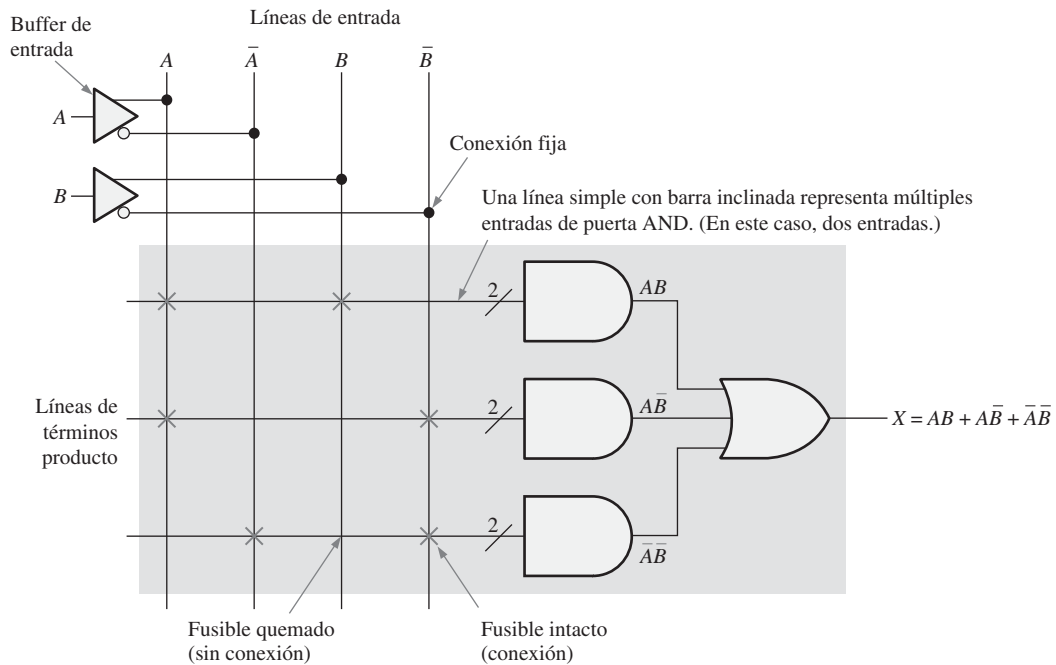 Buffer de
entrada
Líneas de entrada
A
A̅
B
B̅
A
B
Conexión fija
Una línea simple con barra inclinada representa múltiples
entradas de puerta AND. (En este caso, dos entradas.)
2
AB
Líneas de
términos
producto
2
AB̅
X = AB + AB̅ + A̅B̅
2
A̅B̅
Fusible quemado
(sin conexión)
Fusible intacto
(conexión)